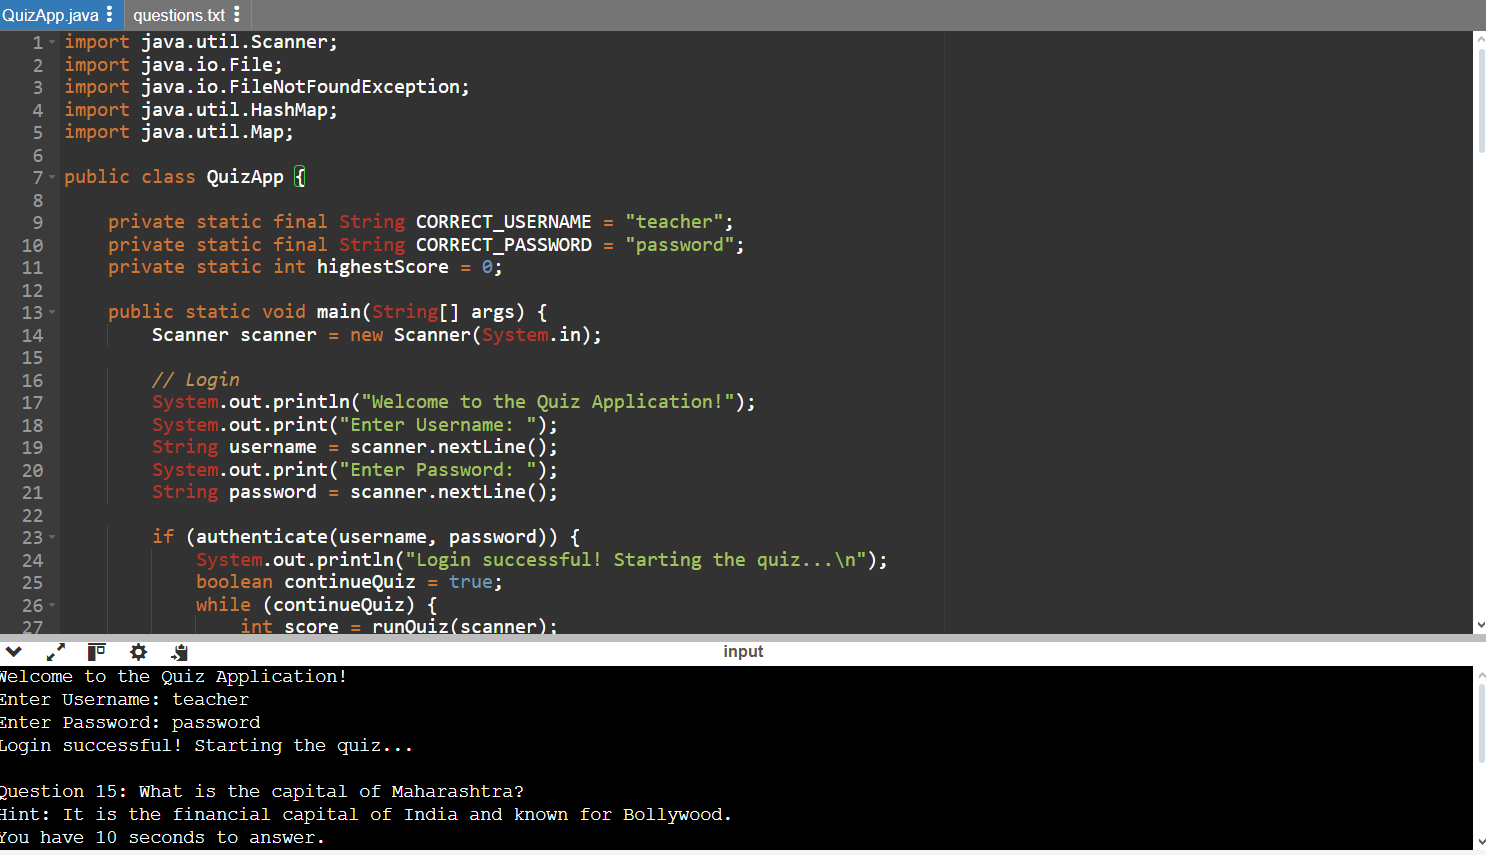 QuizApp.java questions.txt
1 import java.util.Scanner;
2 import java.io.File;
3 import java.io.FileNotFoundException;
4 import java.util.HashMap;
5 import java.util.Map;
6
7 public class QuizApp {
8
9 private static final String CORRECT_USERNAME = "teacher";
10 private static final String CORRECT_PASSWORD = "password";
11 private static int highestScore = 0;
12
13 public static void main(String[] args) {
14 Scanner scanner = new Scanner(System.in);
15
16 // Login
17 System.out.println("Welcome to the Quiz Application!");
18 System.out.print("Enter Username: ");
19 String username = scanner.nextLine();
20 System.out.print("Enter Password: ");
21 String password = scanner.nextLine();
22
23 if (authenticate(username, password)) {
24 System.out.println("Login successful! Starting the quiz...\n");
25 boolean continueQuiz = true;
26 while (continueQuiz) {
27 int score = runQuiz(scanner);
input
Welcome to the Quiz Application!
Enter Username: teacher
Enter Password: password
Login successful! Starting the quiz...
Question 15: What is the capital of Maharashtra?
Hint: It is the financial capital of India and known for Bollywood.
You have 10 seconds to answer.